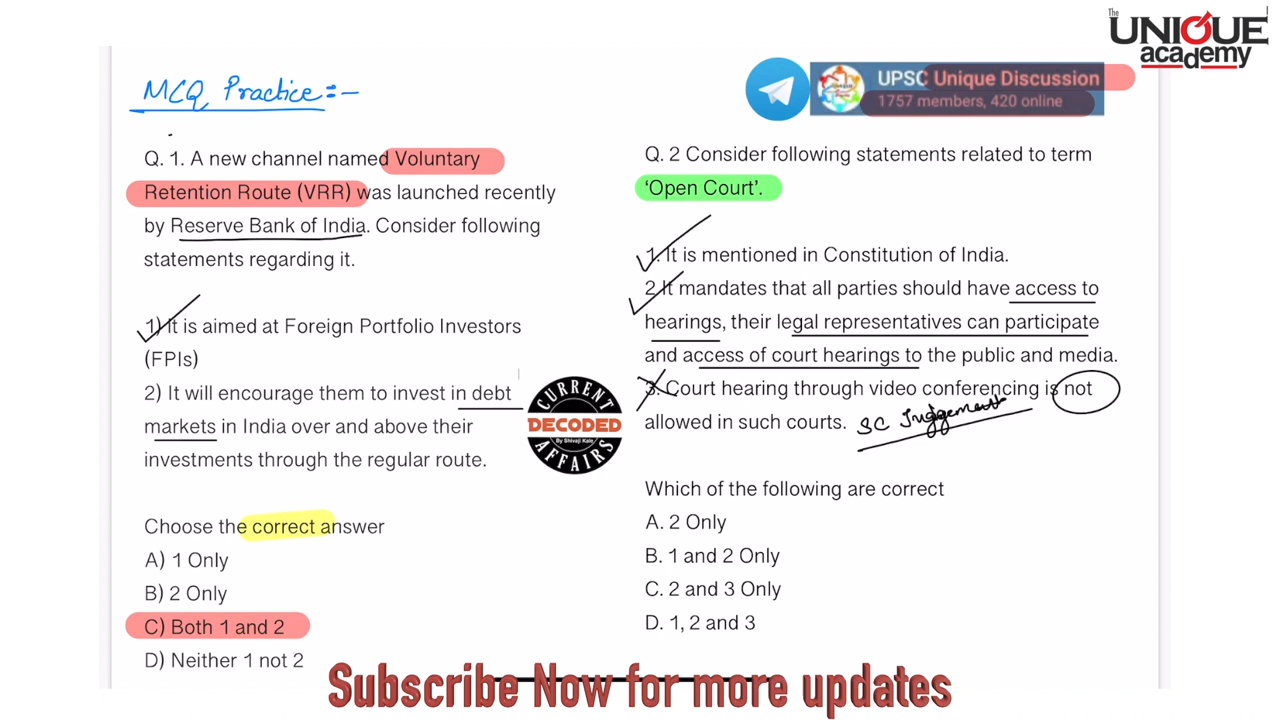 The
UNIQUE
academy
MCQ Practice:-
UPSC Unique Discussion
1757 members, 420 online
Q. 1. A new channel named Voluntary
Retention Route (VRR) was launched recently
by Reserve Bank of India. Consider following
statements regarding it.
1) It is aimed at Foreign Portfolio Investors
(FPIs)
2) It will encourage them to invest in debt
markets in India over and above their
investments through the regular route.
Choose the correct answer
A) 1 Only
B) 2 Only
C) Both 1 and 2
D) Neither 1 not 2
CURRENT
DECODED
By Shivaji Kale
AFFAIRS
Q. 2 Consider following statements related to term
‘Open Court’.
1. It is mentioned in Constitution of India.
2 It mandates that all parties should have access to
hearings, their legal representatives can participate
and access of court hearings to the public and media.
3. Court hearing through video conferencing is not
allowed in such courts. SC Judgement
Which of the following are correct
A. 2 Only
B. 1 and 2 Only
C. 2 and 3 Only
D. 1, 2 and 3
Subscribe Now for more updates